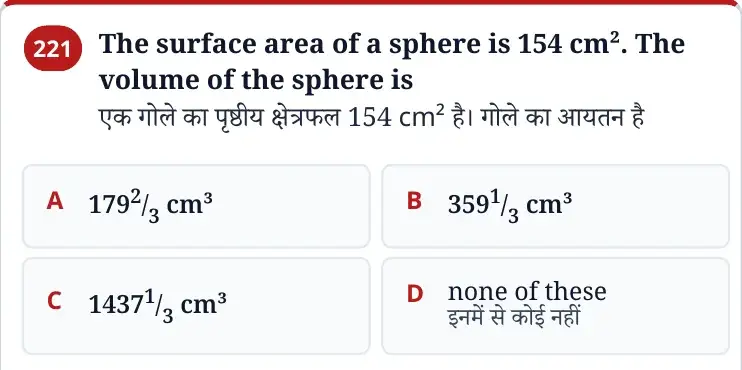 221 The surface area of a sphere is 154 cm². The
volume of the sphere is
एक गोले का पृष्ठीय क्षेत्रफल 154 cm² है। गोले का आयतन है
A 179²/₃ cm³
B 359¹/₃ cm³
C 1437¹/₃ cm³
D none of these
इनमें से कोई नहीं